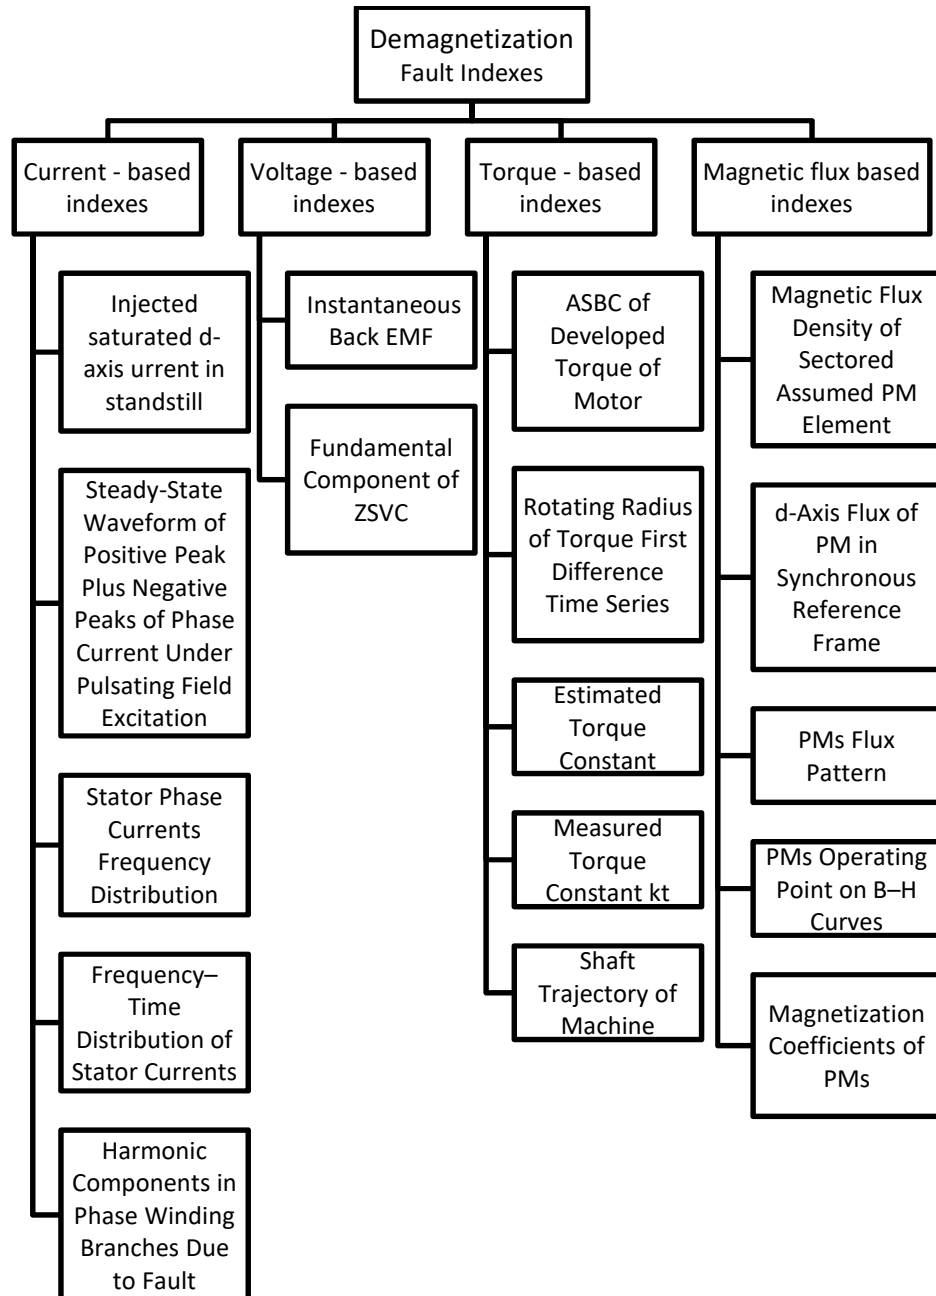 Demagnetization
Fault Indexes
Current - based
indexes
Injected
saturated d-
axis urrent in
standstill
Steady-State
Waveform of
Positive Peak
Plus Negative
Peaks of Phase
Current Under
Pulsating Field
Excitation
Stator Phase
Currents
Frequency
Distribution
Frequency–
Time
Distribution of
Stator Currents
Harmonic
Components in
Phase Winding
Branches Due
to Fault
Voltage - based
indexes
Instantaneous
Back EMF
Fundamental
Component of
ZSVC
Torque - based
indexes
ASBC of
Developed
Torque of
Motor
Rotating Radius
of Torque First
Difference
Time Series
Estimated
Torque
Constant
Measured
Torque
Constant kt
Shaft
Trajectory of
Machine
Magnetic flux based
indexes
Magnetic Flux
Density of
Sectored
Assumed PM
Element
d-Axis Flux of
PM in
Synchronous
Reference
Frame
PMs Flux
Pattern
PMs Operating
Point on B–H
Curves
Magnetization
Coefficients of
PMs